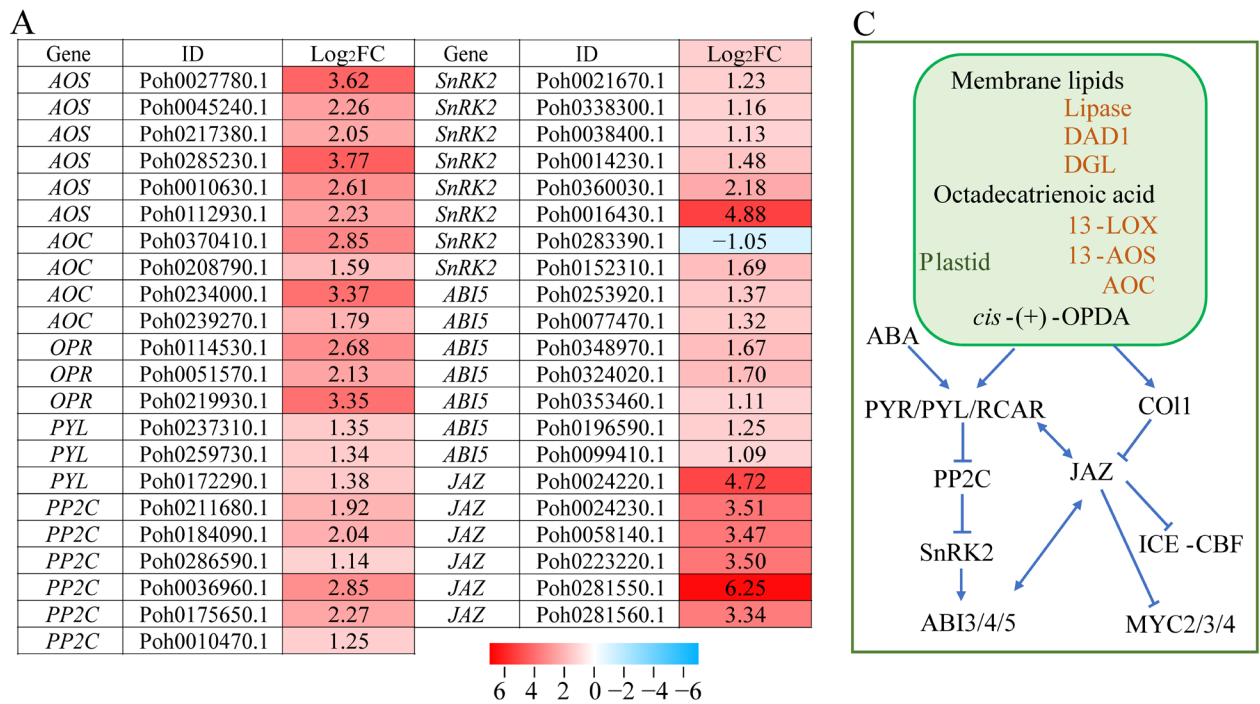 A
Gene ID Log2FC Gene ID Log2FC
AOS Poh0027780.1 3.62 SnRK2 Poh0021670.1 1.23
AOS Poh0045240.1 2.26 SnRK2 Poh0338300.1 1.16
AOS Poh0217380.1 2.05 SnRK2 Poh0038400.1 1.13
AOS Poh0285230.1 3.77 SnRK2 Poh0014230.1 1.48
AOS Poh0010630.1 2.61 SnRK2 Poh0360030.1 2.18
AOS Poh0112930.1 2.23 SnRK2 Poh0016430.1 4.88
AOC Poh0370410.1 2.85 SnRK2 Poh0283390.1 −1.05
AOC Poh0208790.1 1.59 SnRK2 Poh0152310.1 1.69
AOC Poh0234000.1 3.37 ABI5 Poh0253920.1 1.37
AOC Poh0239270.1 1.79 ABI5 Poh0077470.1 1.32
OPR Poh0114530.1 2.68 ABI5 Poh0348970.1 1.67
OPR Poh0051570.1 2.13 ABI5 Poh0324020.1 1.70
OPR Poh0219930.1 3.35 ABI5 Poh0353460.1 1.11
PYL Poh0237310.1 1.35 ABI5 Poh0196590.1 1.25
PYL Poh0259730.1 1.34 ABI5 Poh0099410.1 1.09
PYL Poh0172290.1 1.38 JAZ Poh0024220.1 4.72
PP2C Poh0211680.1 1.92 JAZ Poh0024230.1 3.51
PP2C Poh0184090.1 2.04 JAZ Poh0058140.1 3.47
PP2C Poh0286590.1 1.14 JAZ Poh0223220.1 3.50
PP2C Poh0036960.1 2.85 JAZ Poh0281550.1 6.25
PP2C Poh0175650.1 2.27 JAZ Poh0281560.1 3.34
PP2C Poh0010470.1 1.25
6 4 2 0 −2 −4 −6
C
Membrane lipids
Lipase
DAD1
DGL
Octadecatrienoic acid
13-LOX
13-AOS
Plastid
AOC
cis-(+)-OPDA
ABA
PYR/PYL/RCAR
COl1
JAZ
PP2C
ICE -CBF
SnRK2
ABI3/4/5
MYC2/3/4